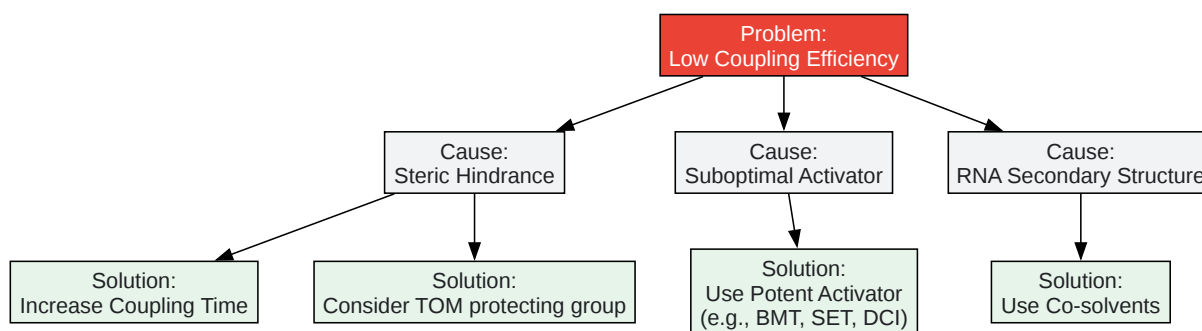 Problem:
Low Coupling Efficiency
Cause:
Steric Hindrance
Cause:
Suboptimal Activator
Cause:
RNA Secondary Structure
Solution:
Increase Coupling Time
Solution:
Consider TOM protecting group
Solution:
Use Potent Activator
(e.g., BMT, SET, DCI)
Solution:
Use Co-solvents